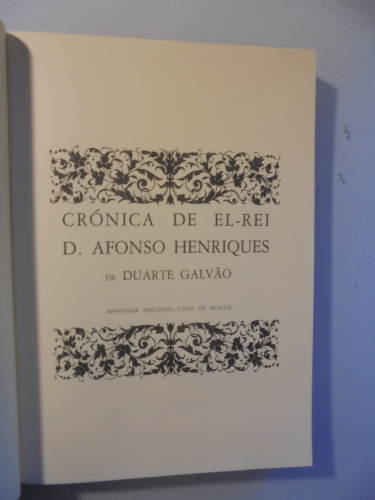 CRÓNICA DE EL-REI
D. AFONSO HENRIQUES
DE DUARTE GALVÃO
IMPRENSA NACIONAL-CASA DA MOEDA